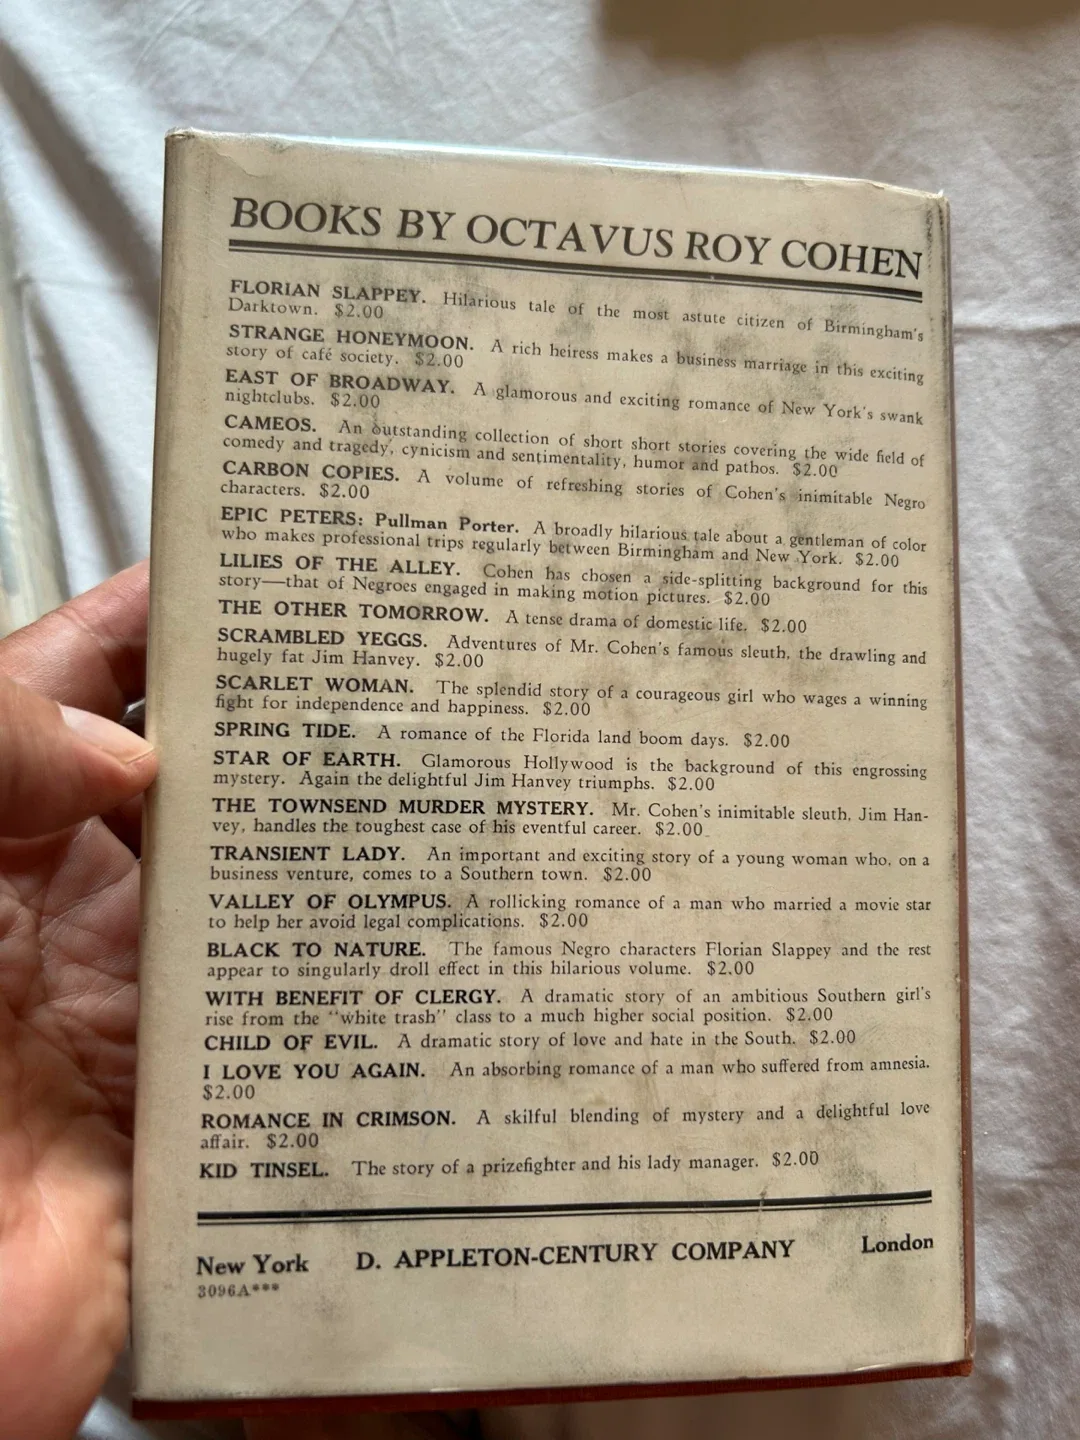 BOOKS BY OCTAVUS ROY COHEN
FLORIAN SLAPPEY. Hilarious tale of the most astute citizen of Birmingham's
Darktown. $2.00
STRANGE HONEYMOON. A rich heiress makes a business marriage in this exciting
story of café society. $2.00
EAST OF BROADWAY. A glamorous and exciting romance of New York's swank
nightclubs. $2.00
CAMEOS. An outstanding collection of short short stories covering the wide field of
comedy and tragedy, cynicism and sentimentality, humor and pathos. $2.00
CARBON COPIES. A volume of refreshing stories of Cohen's inimitable Negro
characters. $2.00
EPIC PETERS: Pullman Porter. A broadly hilarious tale about a gentleman of color
who makes professional trips regularly between Birmingham and New York. $2.00
LILIES OF THE ALLEY. Cohen has chosen a side-splitting background for this
story—that of Negroes engaged in making motion pictures. $2.00
THE OTHER TOMORROW. A tense drama of domestic life. $2.00
SCRAMBLED YEGGS. Adventures of Mr. Cohen's famous sleuth, the drawling and
hugely fat Jim Hanvey. $2.00
SCARLET WOMAN. The splendid story of a courageous girl who wages a winning
fight for independence and happiness. $2.00
SPRING TIDE. A romance of the Florida land boom days. $2.00
STAR OF EARTH. Glamorous Hollywood is the background of this engrossing
mystery. Again the delightful Jim Hanvey triumphs. $2.00
THE TOWNSEND MURDER MYSTERY. Mr. Cohen's inimitable sleuth, Jim Han-
vey, handles the toughest case of his eventful career. $2.00
TRANSIENT LADY. An important and exciting story of a young woman who, on a
business venture, comes to a Southern town. $2.00
VALLEY OF OLYMPUS. A rollicking romance of a man who married a movie star
to help her avoid legal complications. $2.00
BLACK TO NATURE. The famous Negro characters Florian Slappey and the rest
appear to singularly droll effect in this hilarious volume. $2.00
WITH BENEFIT OF CLERGY. A dramatic story of an ambitious Southern girl's
rise from the "white trash" class to a much higher social position. $2.00
CHILD OF EVIL. A dramatic story of love and hate in the South. $2.00
I LOVE YOU AGAIN. An absorbing romance of a man who suffered from amnesia.
$2.00
ROMANCE IN CRIMSON. A skilful blending of mystery and a delightful love
affair. $2.00
KID TINSEL. The story of a prizefighter and his lady manager. $2.00
New York D. APPLETON-CENTURY COMPANY London
3096A***